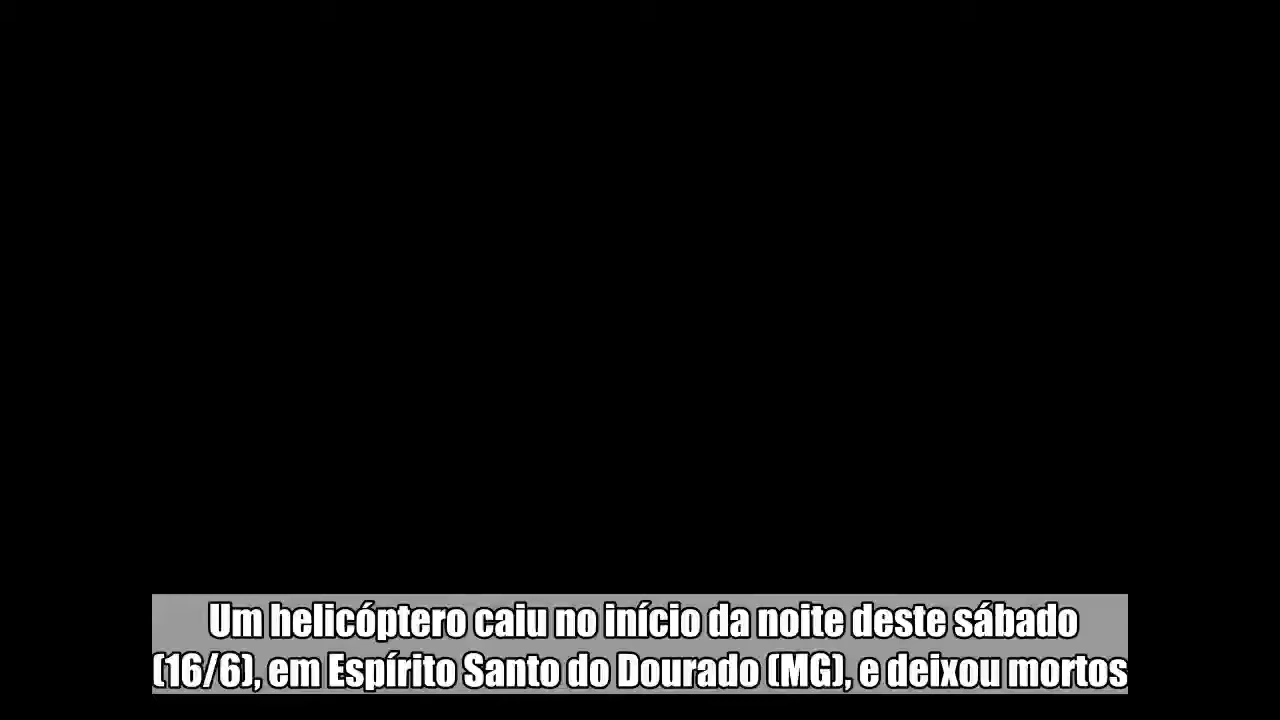 Um helicóptero caiu no início da noite deste sábado
(16/6), em Espírito Santo do Dourado (MG), e deixou mortos